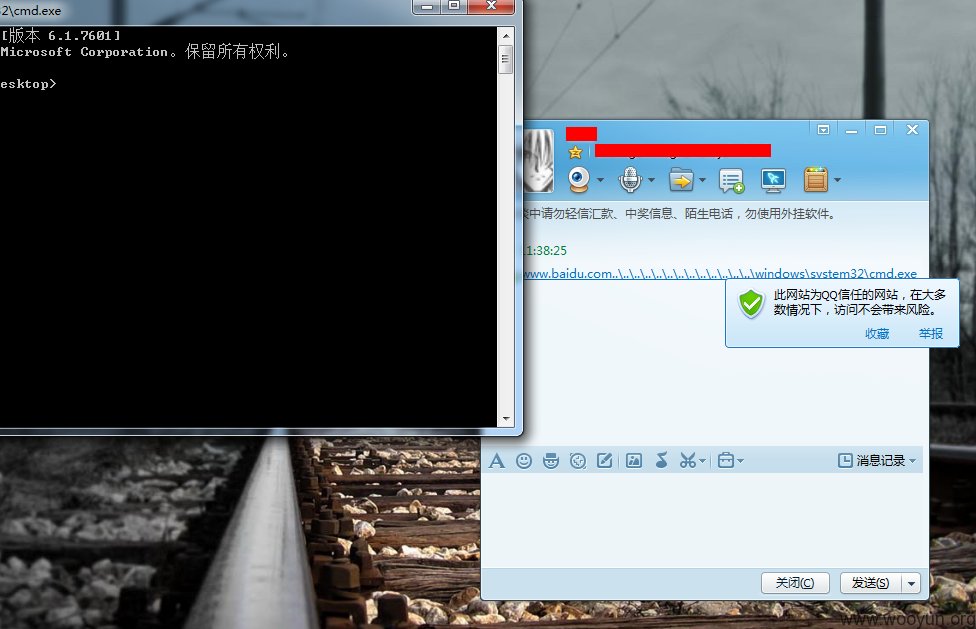 2\cmd.exe
[版本 6.1.7601]
Microsoft Corporation。保留所有权利。
esktop>
中请勿轻信汇款、中奖信息、陌生电话，勿使用外挂软件。
1:38:25
www.baidu.com..\..\..\..\..\..\..\..\..\..\..\..\..\windows\system32\cmd.exe
此网站为QQ信任的网站，在大多
数情况下，访问不会带来风险。
收藏 举报
消息记录
关闭(C) 发送(S)
www.wooyun.org